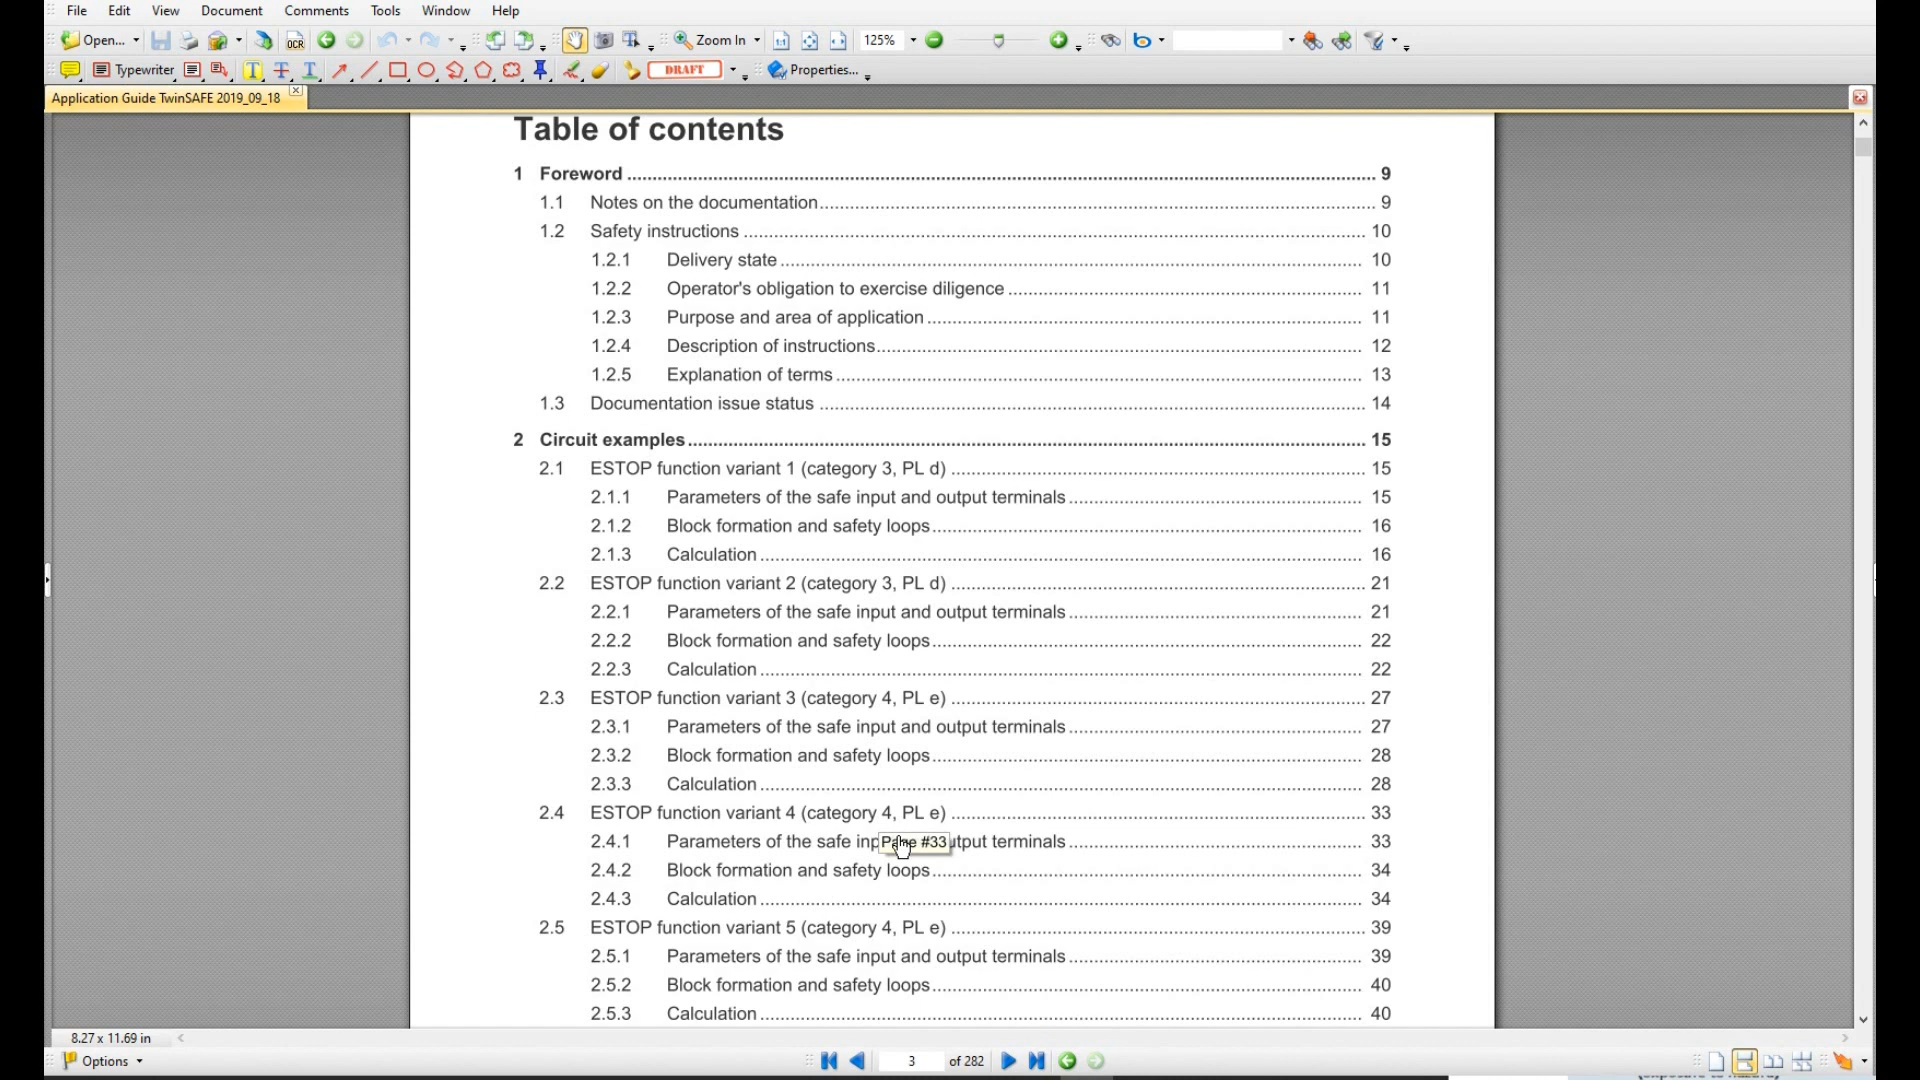 File Edit View Document Comments Tools Window Help
Open... OCR Zoom In 125%
Typewriter DRAFT Properties...
Application Guide TwinSAFE 2019_09_18
Table of contents
1 Foreword ........ 9
1.1 Notes on the documentation ........ 9
1.2 Safety instructions ........ 10
1.2.1 Delivery state ........ 10
1.2.2 Operator's obligation to exercise diligence ........ 11
1.2.3 Purpose and area of application ........ 11
1.2.4 Description of instructions ........ 12
1.2.5 Explanation of terms ........ 13
1.3 Documentation issue status ........ 14
2 Circuit examples ........ 15
2.1 ESTOP function variant 1 (category 3, PL d) ........ 15
2.1.1 Parameters of the safe input and output terminals ........ 15
2.1.2 Block formation and safety loops ........ 16
2.1.3 Calculation ........ 16
2.2 ESTOP function variant 2 (category 3, PL d) ........ 21
2.2.1 Parameters of the safe input and output terminals ........ 21
2.2.2 Block formation and safety loops ........ 22
2.2.3 Calculation ........ 22
2.3 ESTOP function variant 3 (category 4, PL e) ........ 27
2.3.1 Parameters of the safe input and output terminals ........ 27
2.3.2 Block formation and safety loops ........ 28
2.3.3 Calculation ........ 28
2.4 ESTOP function variant 4 (category 4, PL e) ........ 33
2.4.1 Parameters of the safe inp Page #33 utput terminals ........ 33
2.4.2 Block formation and safety loops ........ 34
2.4.3 Calculation ........ 34
2.5 ESTOP function variant 5 (category 4, PL e) ........ 39
2.5.1 Parameters of the safe input and output terminals ........ 39
2.5.2 Block formation and safety loops ........ 40
2.5.3 Calculation ........ 40
8.27 x 11.69 in
Options 3 of 282